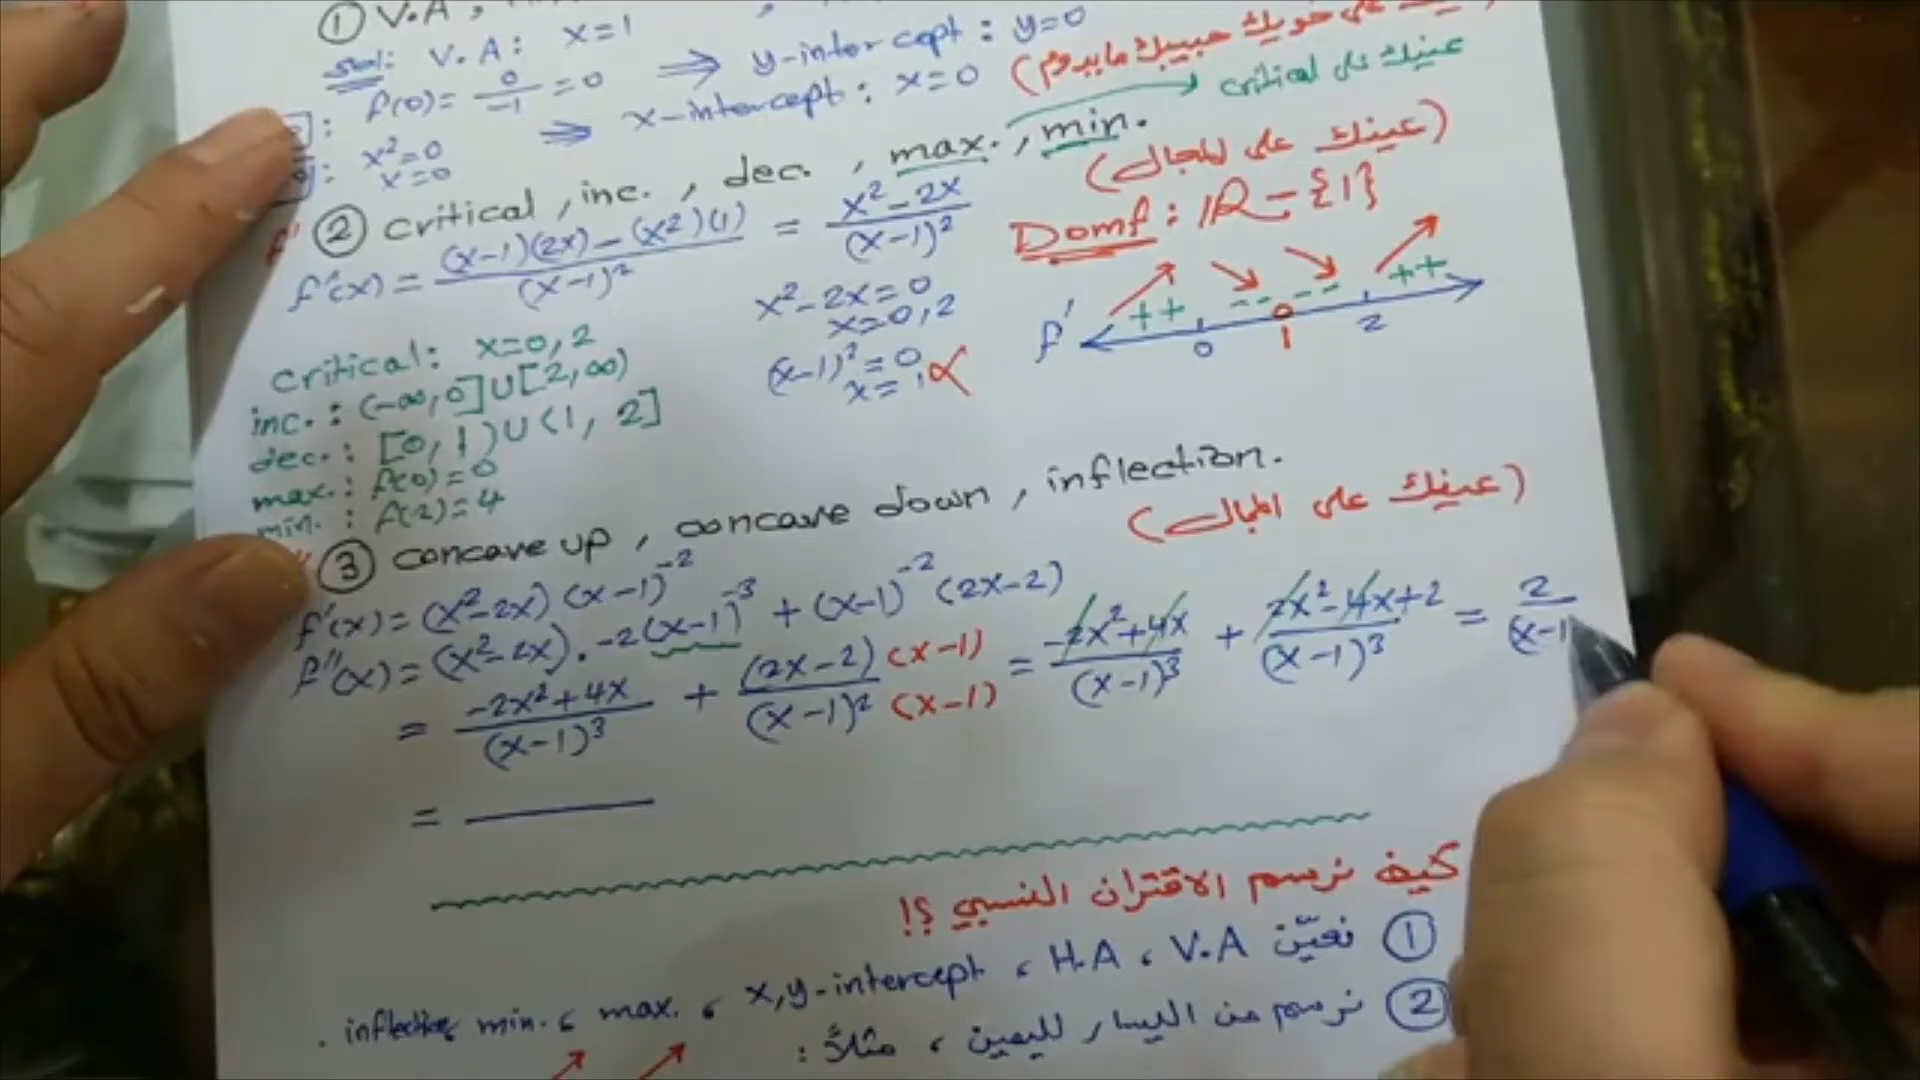 ① V.A ,
Sol: V.A: x=1
f(0)= 0/-1 =0 ⟹ y-intercept: y=0
x²=0 ⟹ x-intercept: x=0
x=0
(عينك على خويك حبيبك مايدوم)
② critical , inc. , dec. , max. , min. → critical عينك على
(عينك على المجال)
f'(x)= ((x-1)(2x)-(x²)(1))/(x-1)² = (x²-2x)/(x-1)²
Domf: IR-{1}
x²-2x=0
x=0,2
(x-1)²=0
f' ++ -- -- ++
0 1 2
critical: x=0,2
inc.: (-∞,0]∪[2,∞)
dec.: [0,1)∪(1,2]
max.: f(0)=0
min.: f(2)=4
③ concave up , concave down , inflection.
(عينك على المجال)
f'(x)= (x²-2x)(x-1)⁻²
f''(x)= (x²-2x).-2(x-1)⁻³ + (x-1)⁻²(2x-2)
= (-2x²+4x)/(x-1)³ + (2x-2)(x-1)/(x-1)²(x-1) = (-2x²+4x)/(x-1)³ + (2x²-4x+2)/(x-1)³ = 2/(x-1
=
كيف نرسم الاقتران النسبي ؟!
① نعيّن V.A ، H.A ، x,y-intercept ، max. ، min. ، inflection .
② نرسم من اليسار لليمين ، مثلاً :